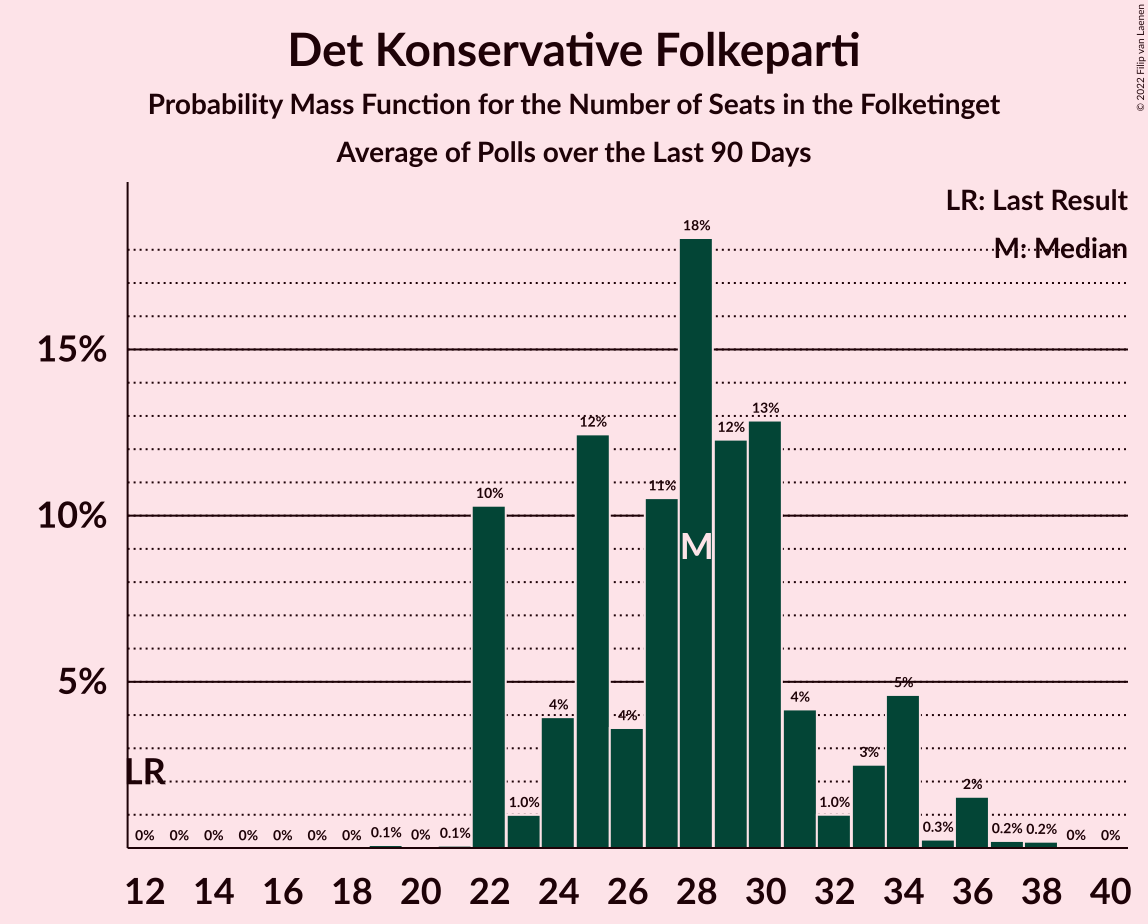 Det Konservative Folkeparti
Probability Mass Function for the Number of Seats in the Folketinget
Average of Polls over the Last 90 Days
© 2022 Filip van Laenen
LR: Last Result
M: Median
15%
10%
5%
LR
M
0% 0% 0% 0% 0% 0% 0% 0.1% 0% 0.1% 10% 1.0% 4% 12% 4% 11% 18% 12% 13% 4% 1.0% 3% 5% 0.3% 2% 0.2% 0.2% 0% 0%
12 14 16 18 20 22 24 26 28 30 32 34 36 38 40